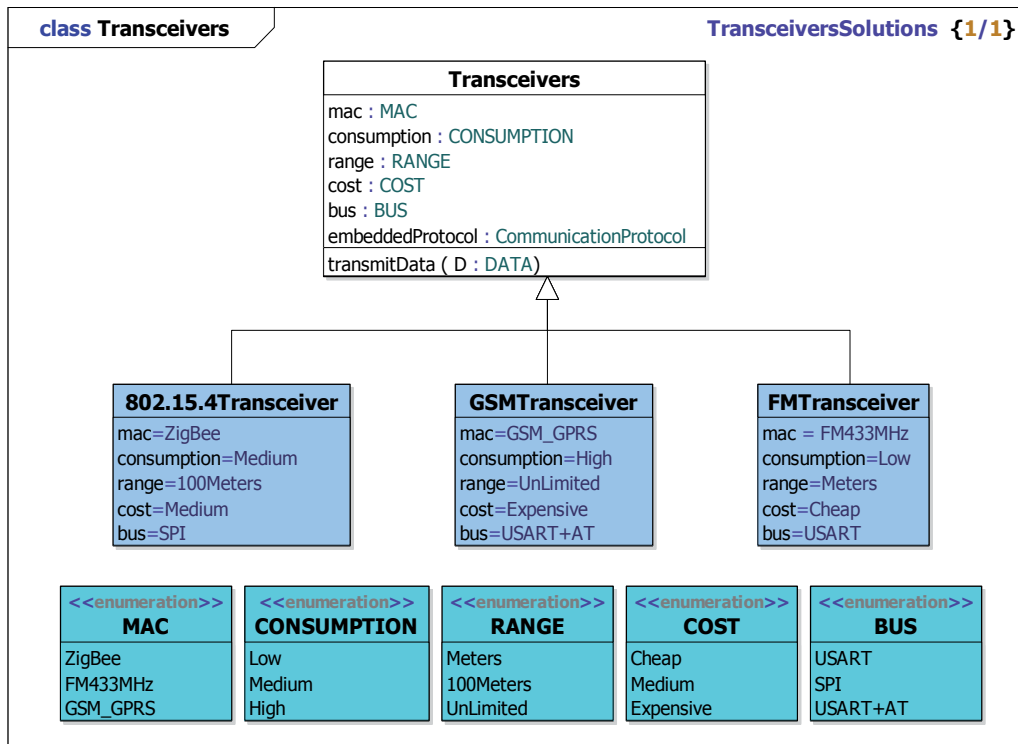 class Transceivers
TransceiversSolutions {1/1}
Transceivers
mac : MAC
consumption : CONSUMPTION
range : RANGE
cost : COST
bus : BUS
embeddedProtocol : CommunicationProtocol
transmitData ( D : DATA)
802.15.4Transceiver
mac=ZigBee
consumption=Medium
range=100Meters
cost=Medium
bus=SPI
GSMTransceiver
mac=GSM_GPRS
consumption=High
range=UnLimited
cost=Expensive
bus=USART+AT
FMTransceiver
mac = FM433MHz
consumption=Low
range=Meters
cost=Cheap
bus=USART
<<enumeration>>
MAC
ZigBee
FM433MHz
GSM_GPRS
<<enumeration>>
CONSUMPTION
Low
Medium
High
<<enumeration>>
RANGE
Meters
100Meters
UnLimited
<<enumeration>>
COST
Cheap
Medium
Expensive
<<enumeration>>
BUS
USART
SPI
USART+AT